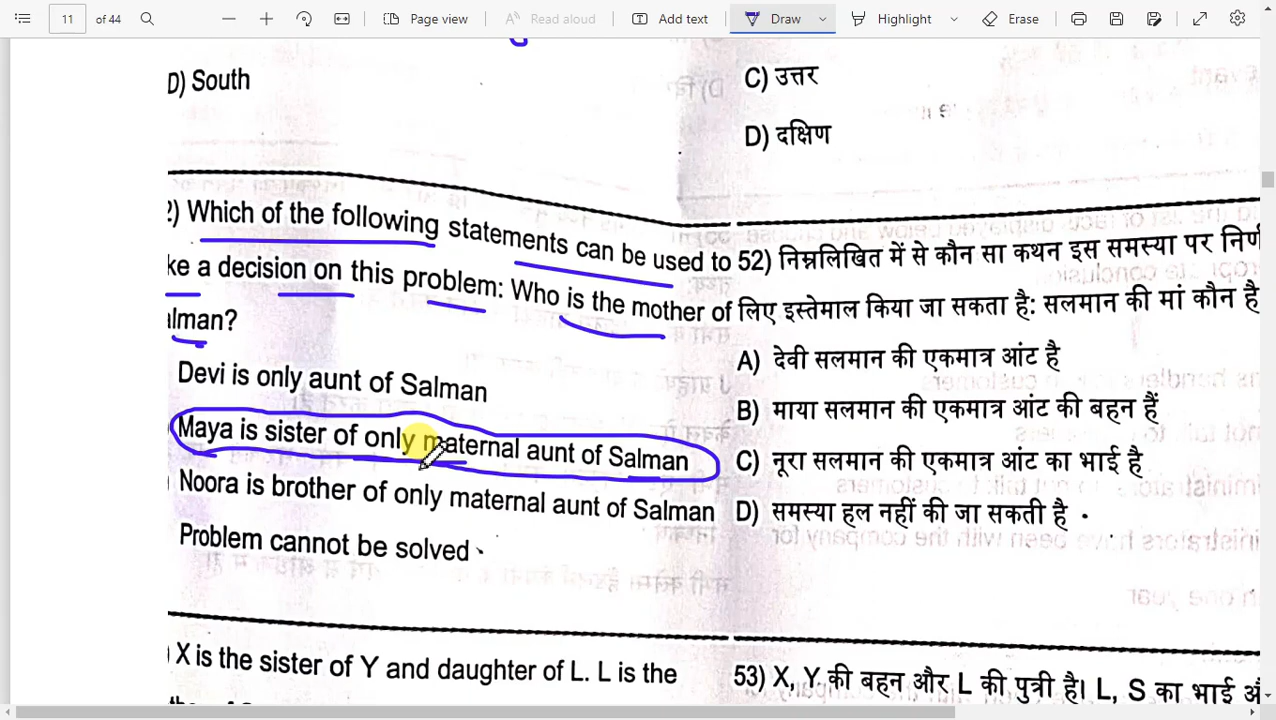 11 of 44 Page view Read aloud Add text Draw Highlight Erase
D) South
C) उत्तर
D) दक्षिण
2) Which of the following statements can be used to
ke a decision on this problem: Who is the mother of
alman?
Devi is only aunt of Salman
Maya is sister of only maternal aunt of Salman
Noora is brother of only maternal aunt of Salman
Problem cannot be solved
52) निम्नलिखित में से कौन सा कथन इस समस्या पर निर्ण
लिए इस्तेमाल किया जा सकता है: सलमान की मां कौन है
A) देवी सलमान की एकमात्र आंट है
B) माया सलमान की एकमात्र आंट की बहन हैं
C) नूरा सलमान की एकमात्र आंट का भाई है
D) समस्या हल नहीं की जा सकती है
) X is the sister of Y and daughter of L. L is the
53) X, Y की बहन और L की पुत्री है। L, S का भाई औ